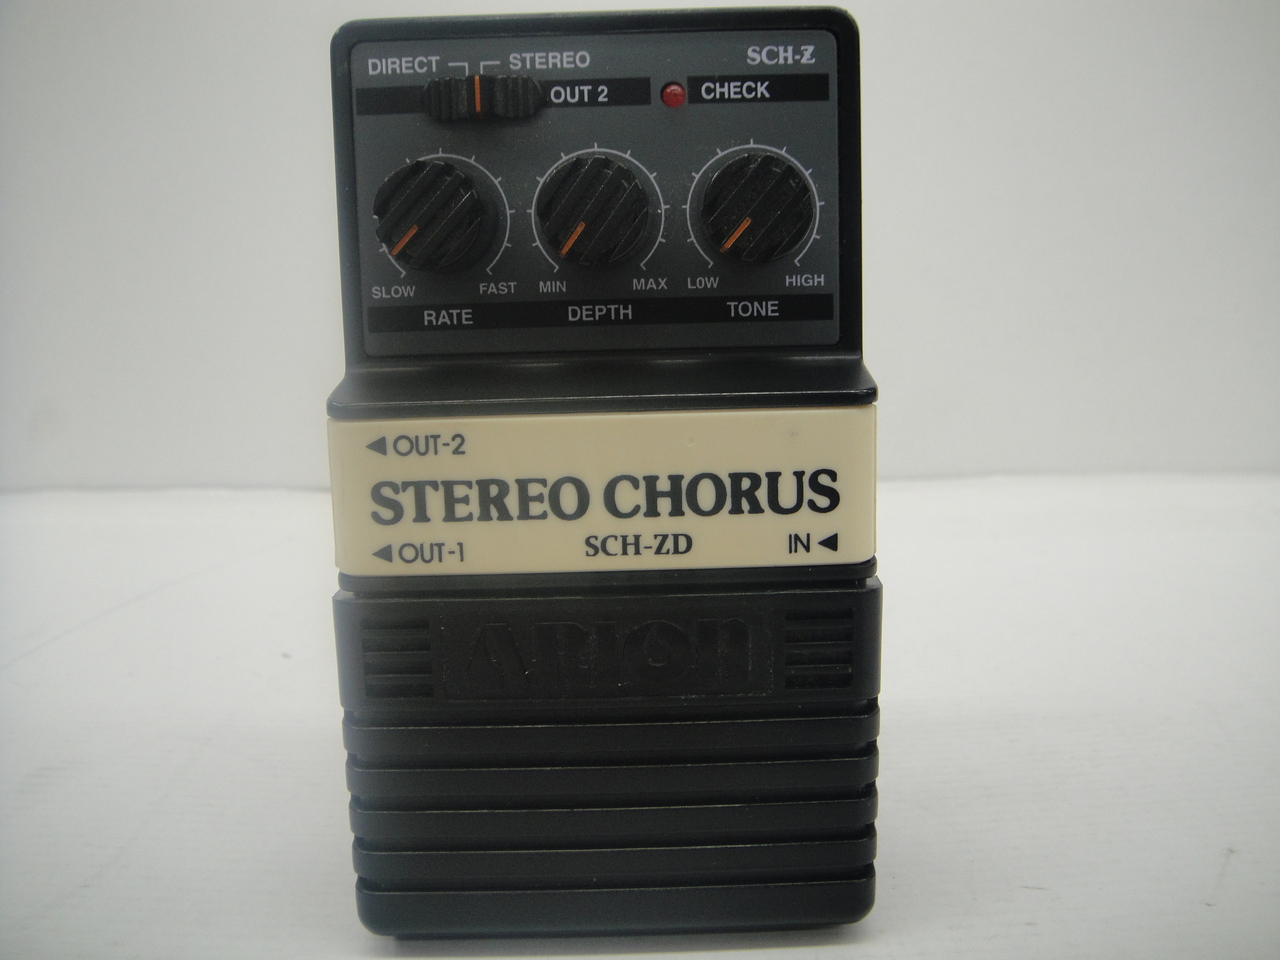 DIRECT STEREO SCH-Z
OUT 2 CHECK
SLOW FAST MIN MAX LOW HIGH
RATE DEPTH TONE
◀ OUT-2
STEREO CHORUS
◀ OUT-1 SCH-ZD IN ◀
ARION